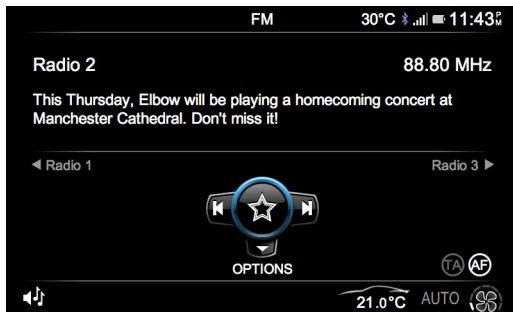 FM 30°C 11:43PM
Radio 2 88.80 MHz
This Thursday, Elbow will be playing a homecoming concert at
Manchester Cathedral. Don't miss it!
Radio 1 Radio 3
OPTIONS
TA AF
21.0°C AUTO